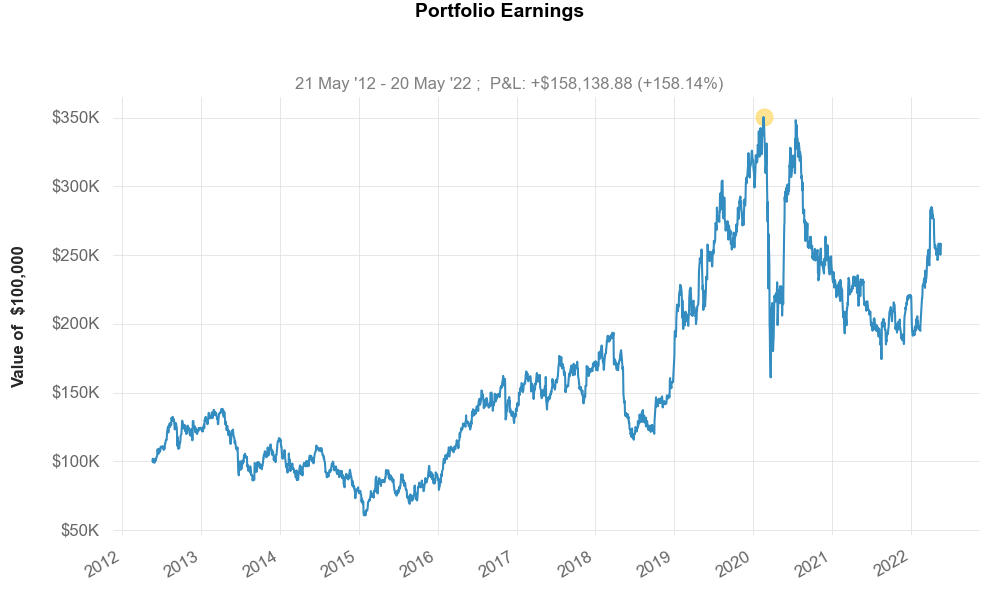 Portfolio Earnings
21 May '12 - 20 May '22 ;  P&L: +$158,138.88 (+158.14%)
Value of  $100,000
$350K
$300K
$250K
$200K
$150K
$100K
$50K
2012
2013
2014
2015
2016
2017
2018
2019
2020
2021
2022